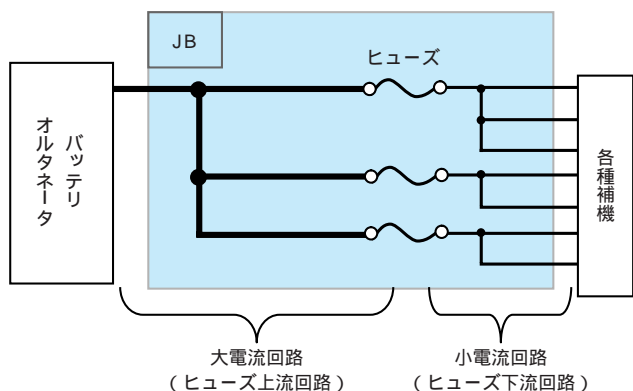 JB
ヒューズ
バッテリ
オルタネータ
各種補機
大電流回路
(ヒューズ上流回路)
小電流回路
(ヒューズ下流回路)